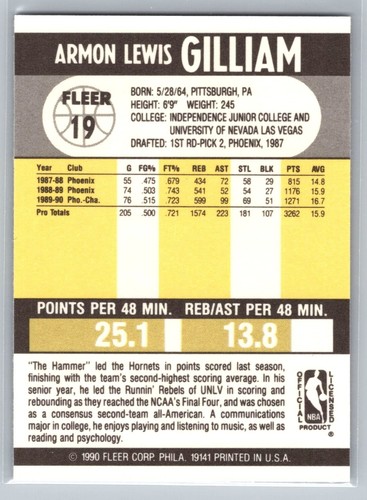 ARMON LEWIS GILLIAM
FLEER
19
BORN: 5/28/64, PITTSBURGH, PA
HEIGHT: 6'9" WEIGHT: 245
COLLEGE: INDEPENDENCE JUNIOR COLLEGE AND
UNIVERSITY OF NEVADA LAS VEGAS
DRAFTED: 1ST RD-PICK 2, PHOENIX, 1987
Year Club G FG% FT% REB AST STL BLK PTS AVG
1987-88 Phoenix 55 .475 .679 434 72 58 29 815 14.8
1988-89 Phoenix 74 .503 .743 541 52 54 27 1176 15.9
1989-90 Pho.-Cha. 76 .515 .723 599 99 69 51 1271 16.7
Pro Totals 205 .500 .721 1574 223 181 107 3262 15.9
POINTS PER 48 MIN. REB/AST PER 48 MIN.
25.1 13.8
"The Hammer" led the Hornets in points scored last season,
finishing with the team's second-highest scoring average. In his
senior year, he led the Runnin' Rebels of UNLV in scoring and
rebounding as they reached the NCAA's Final Four, and was chosen
as a consensus second-team all-American. A communications
major in college, he enjoys playing and listening to music, as well as
reading and psychology.
OFFICIAL LICENSED
NBA
PRODUCT
© 1990 FLEER CORP. PHILA. 19141 PRINTED IN U.S.A.